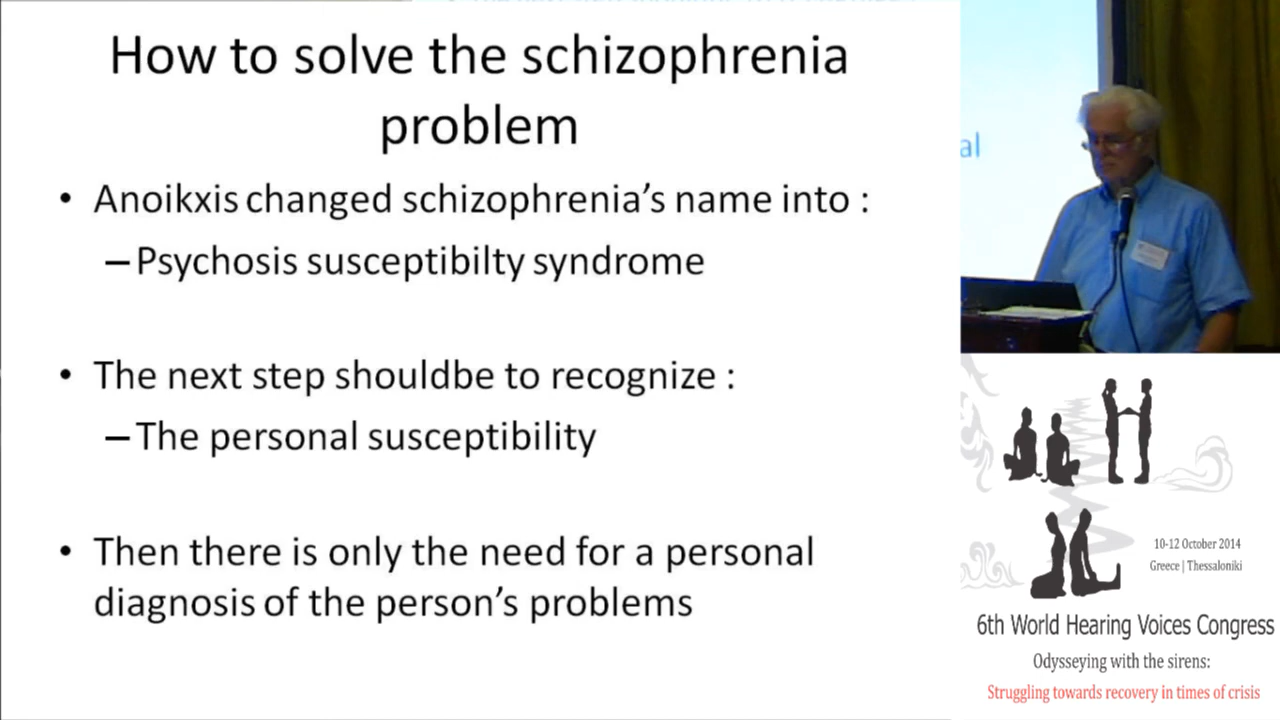 How to solve the schizophrenia
problem
• Anoikxis changed schizophrenia’s name into :
– Psychosis susceptibilty syndrome
• The next step shouldbe to recognize :
– The personal susceptibility
• Then there is only the need for a personal
diagnosis of the person’s problems
al
10-12 October 2014
Greece | Thessaloniki
6th World Hearing Voices Congress
Odysseying with the sirens:
Struggling towards recovery in times of crisis